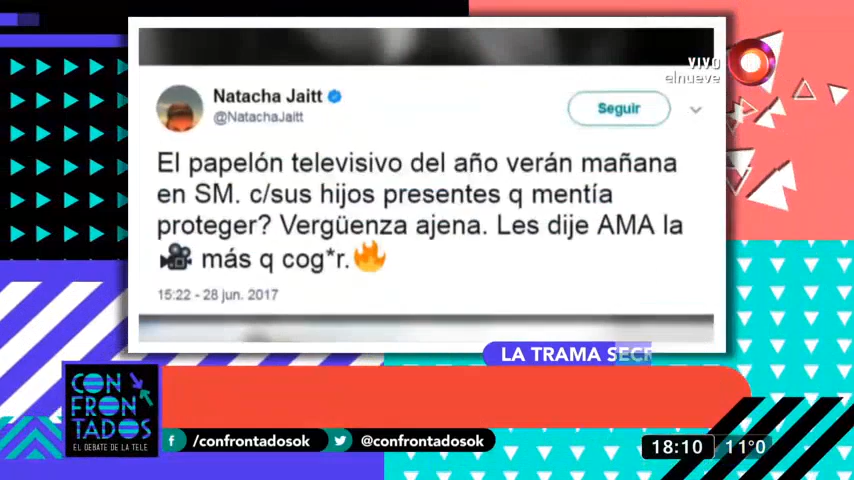 VIVO
elnueve
Natacha Jaitt
@NatachaJaitt
Seguir
El papelón televisivo del año verán mañana
en SM. c/sus hijos presentes q mentía
proteger? Vergüenza ajena. Les dije AMA la
🎥 más q cog*r.🔥
15:22 - 28 jun. 2017
LA TRAMA SECR
CON
FRON
TADOS
EL DEBATE DE LA TELE
/confrontadosok
@confrontadosok
18:10
11°0